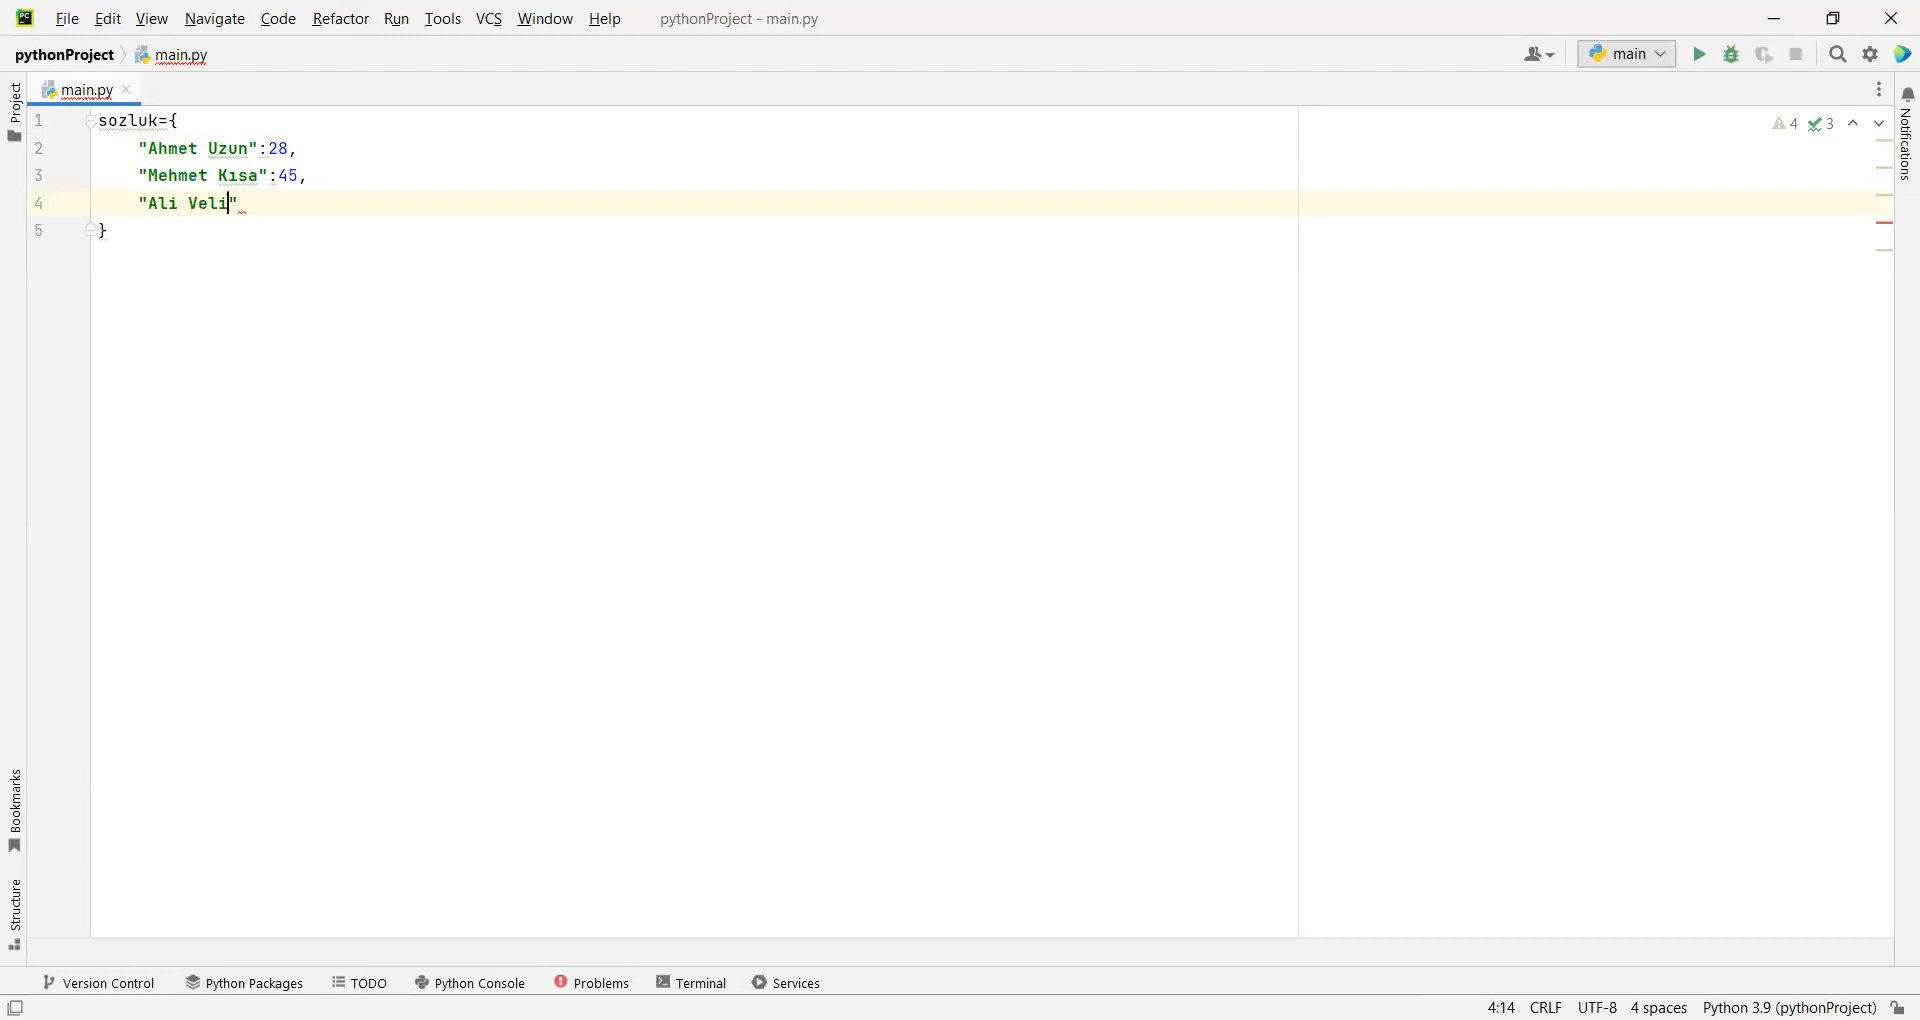 PC File Edit View Navigate Code Refactor Run Tools VCS Window Help pythonProject - main.py
pythonProject main.py main
Project main.py
1 sozluk={ 4 3
2 "Ahmet Uzun":28,
3 "Mehmet Kısa":45,
4 "Ali Veli"
5 }
Notifications
Bookmarks
Structure
Version Control Python Packages TODO Python Console Problems Terminal Services
4:14 CRLF UTF-8 4 spaces Python 3.9 (pythonProject)